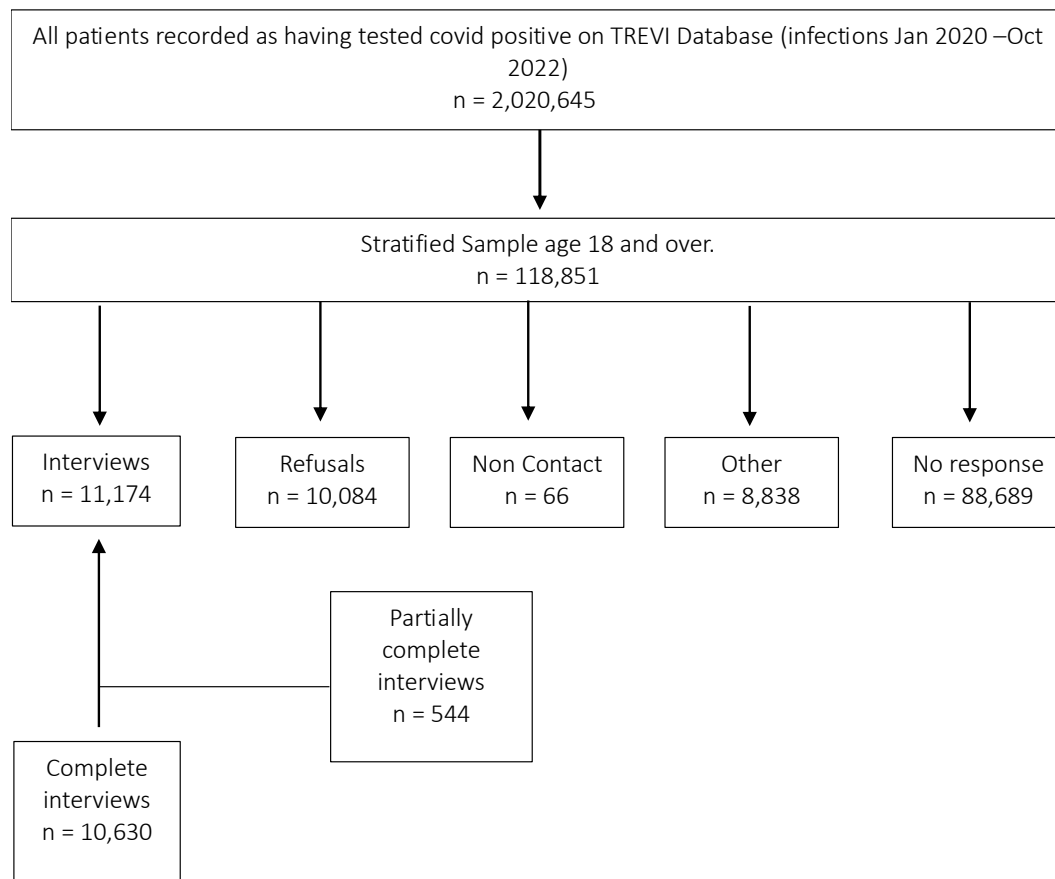 All patients recorded as having tested covid positive on TREVI Database (infections Jan 2020 –Oct
2022)
n = 2,020,645
Stratified Sample age 18 and over.
n = 118,851
Interviews
n = 11,174
Refusals
n = 10,084
Non Contact
n = 66
Other
n = 8,838
No response
n = 88,689
Partially
complete
interviews
n = 544
Complete
interviews
n = 10,630